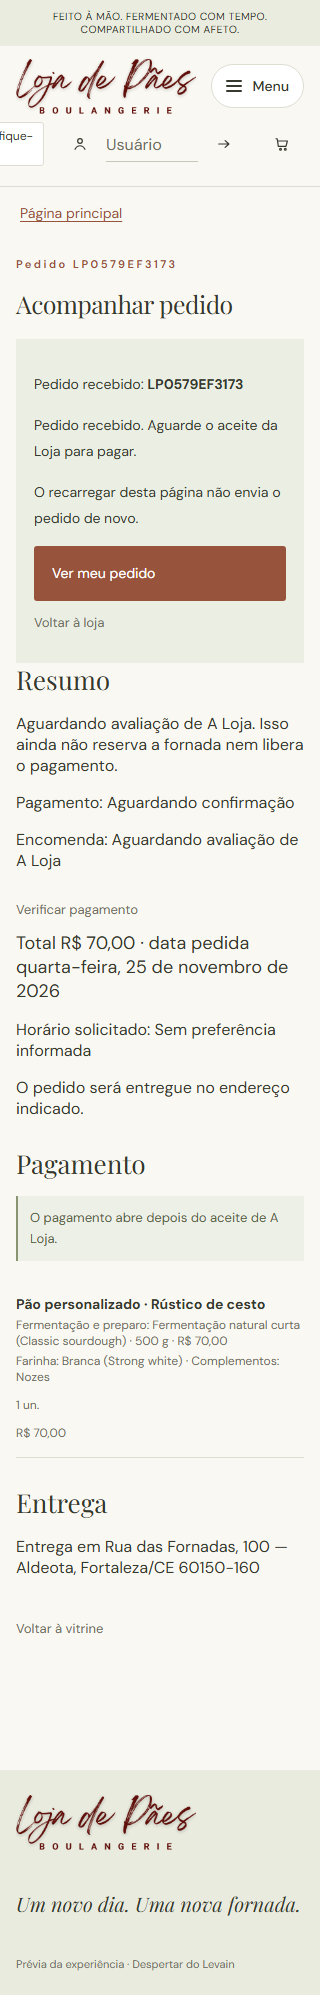 FEITO À MÃO. FERMENTADO COM TEMPO.
COMPARTILHADO COM AFETO.
Loja de Pães
BOULANGERIE
Menu
fique-
Usuário
Página principal
Pedido LP0579EF3173
Acompanhar pedido
Pedido recebido: LP0579EF3173
Pedido recebido. Aguarde o aceite da
Loja para pagar.
O recarregar desta página não envia o
pedido de novo.
Ver meu pedido
Voltar à loja
Resumo
Aguardando avaliação de A Loja. Isso
ainda não reserva a fornada nem libera
o pagamento.
Pagamento: Aguardando confirmação
Encomenda: Aguardando avaliação de
A Loja
Verificar pagamento
Total R$ 70,00 · data pedida
quarta-feira, 25 de novembro de
2026
Horário solicitado: Sem preferência
informada
O pedido será entregue no endereço
indicado.
Pagamento
O pagamento abre depois do aceite de A
Loja.
Pão personalizado · Rústico de cesto
Fermentação e preparo: Fermentação natural curta
(Classic sourdough) · 500 g · R$ 70,00
Farinha: Branca (Strong white) · Complementos:
Nozes
1 un.
R$ 70,00
Entrega
Entrega em Rua das Fornadas, 100 —
Aldeota, Fortaleza/CE 60150-160
Voltar à vitrine
Loja de Pães
BOULANGERIE
Um novo dia. Uma nova fornada.
Prévia da experiência · Despertar do Levain